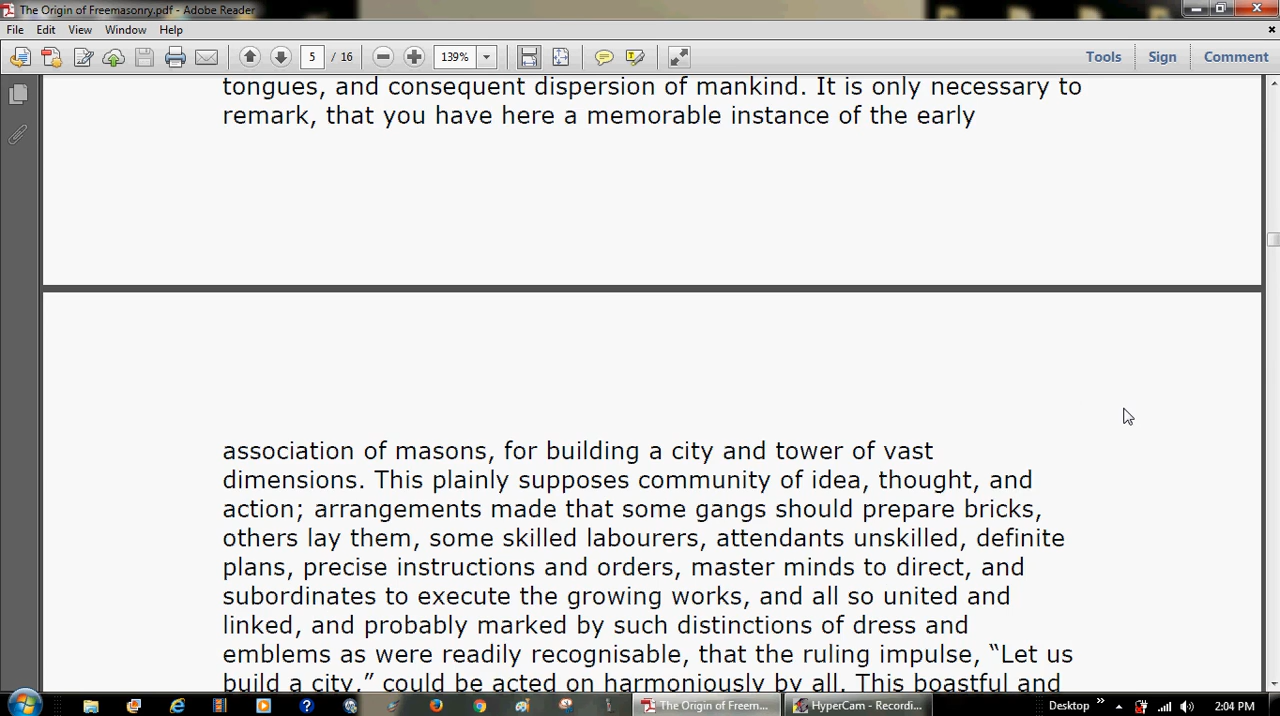 The Origin of Freemasonry.pdf - Adobe Reader
File Edit View Window Help
5 / 16 139% Tools Sign Comment
tongues, and consequent dispersion of mankind. It is only necessary to
remark, that you have here a memorable instance of the early
association of masons, for building a city and tower of vast
dimensions. This plainly supposes community of idea, thought, and
action; arrangements made that some gangs should prepare bricks,
others lay them, some skilled labourers, attendants unskilled, definite
plans, precise instructions and orders, master minds to direct, and
subordinates to execute the growing works, and all so united and
linked, and probably marked by such distinctions of dress and
emblems as were readily recognisable, that the ruling impulse, “Let us
build a city,” could be acted on harmoniously by all. This boastful and
The Origin of Freem... HyperCam - Recordi... Desktop » 2:04 PM